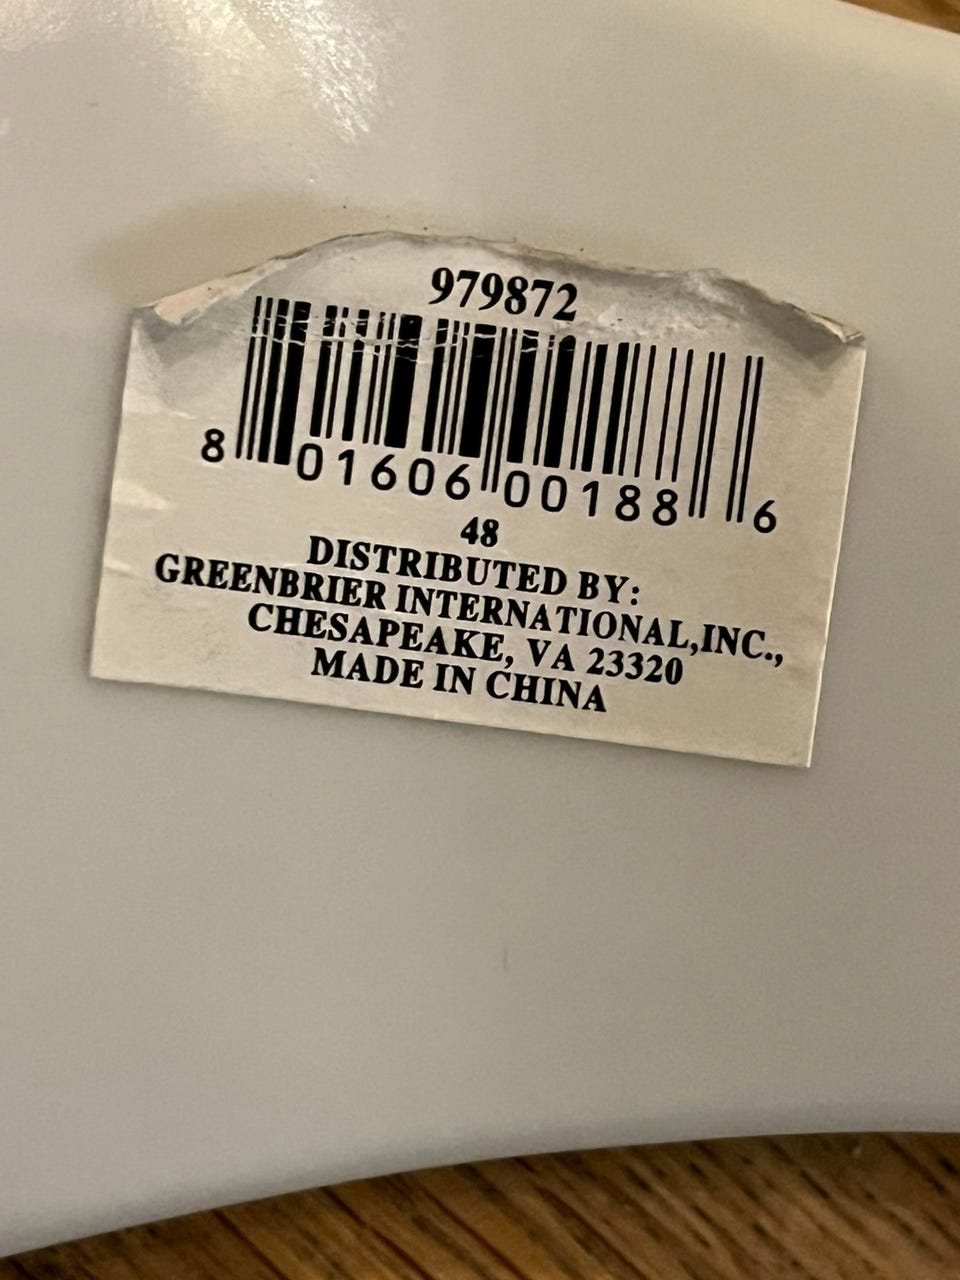 979872
8 01606 00188 6
48
DISTRIBUTED BY:
GREENBRIER INTERNATIONAL,INC.,
CHESAPEAKE, VA 23320
MADE IN CHINA